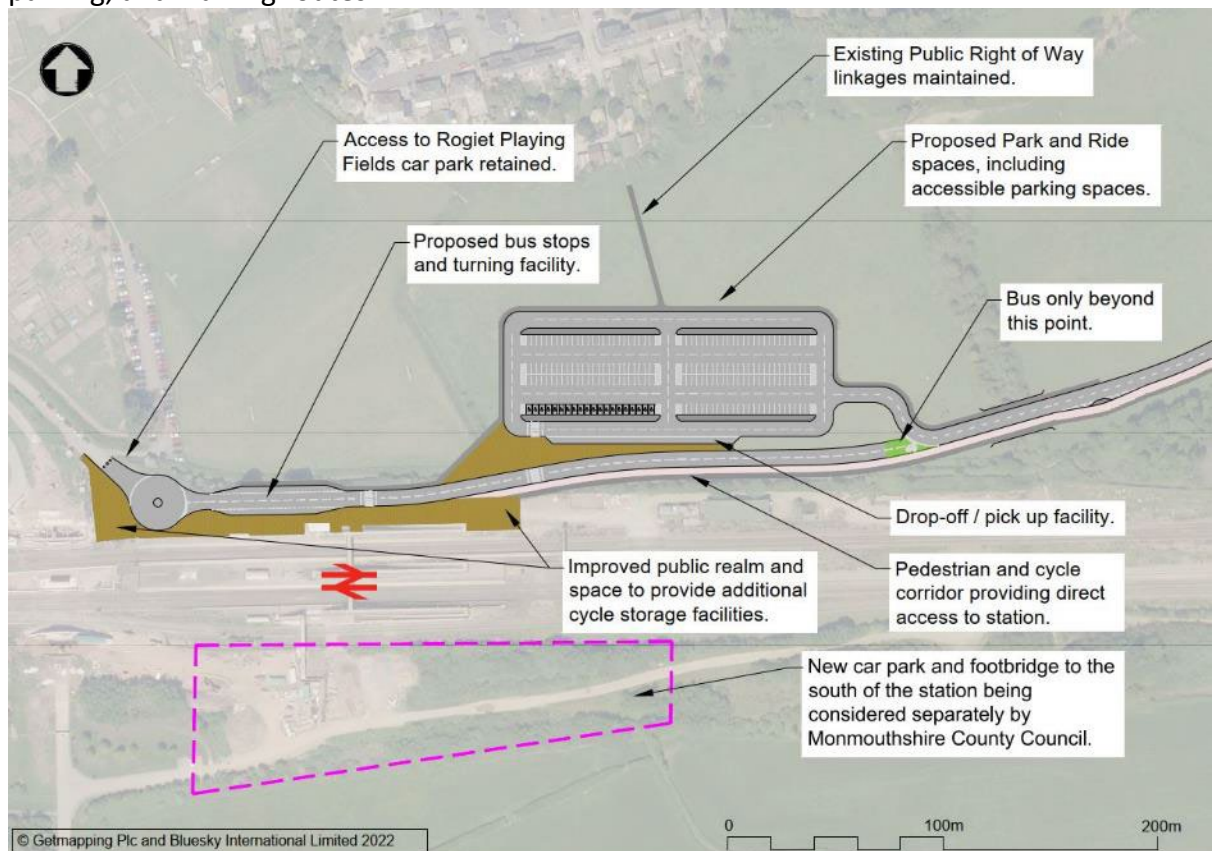 Existing Public Right of Way
linkages maintained.
Access to Rogiet Playing
Fields car park retained.
Proposed Park and Ride
spaces, including
accessible parking spaces.
Proposed bus stops
and turning facility.
Bus only beyond
this point.
Drop-off / pick up facility.
Improved public realm and
space to provide additional
cycle storage facilities.
Pedestrian and cycle
corridor providing direct
access to station.
New car park and footbridge to the
south of the station being
considered separately by
Monmouthshire County Council.
© Getmapping Plc and Bluesky International Limited 2022
0 100m 200m